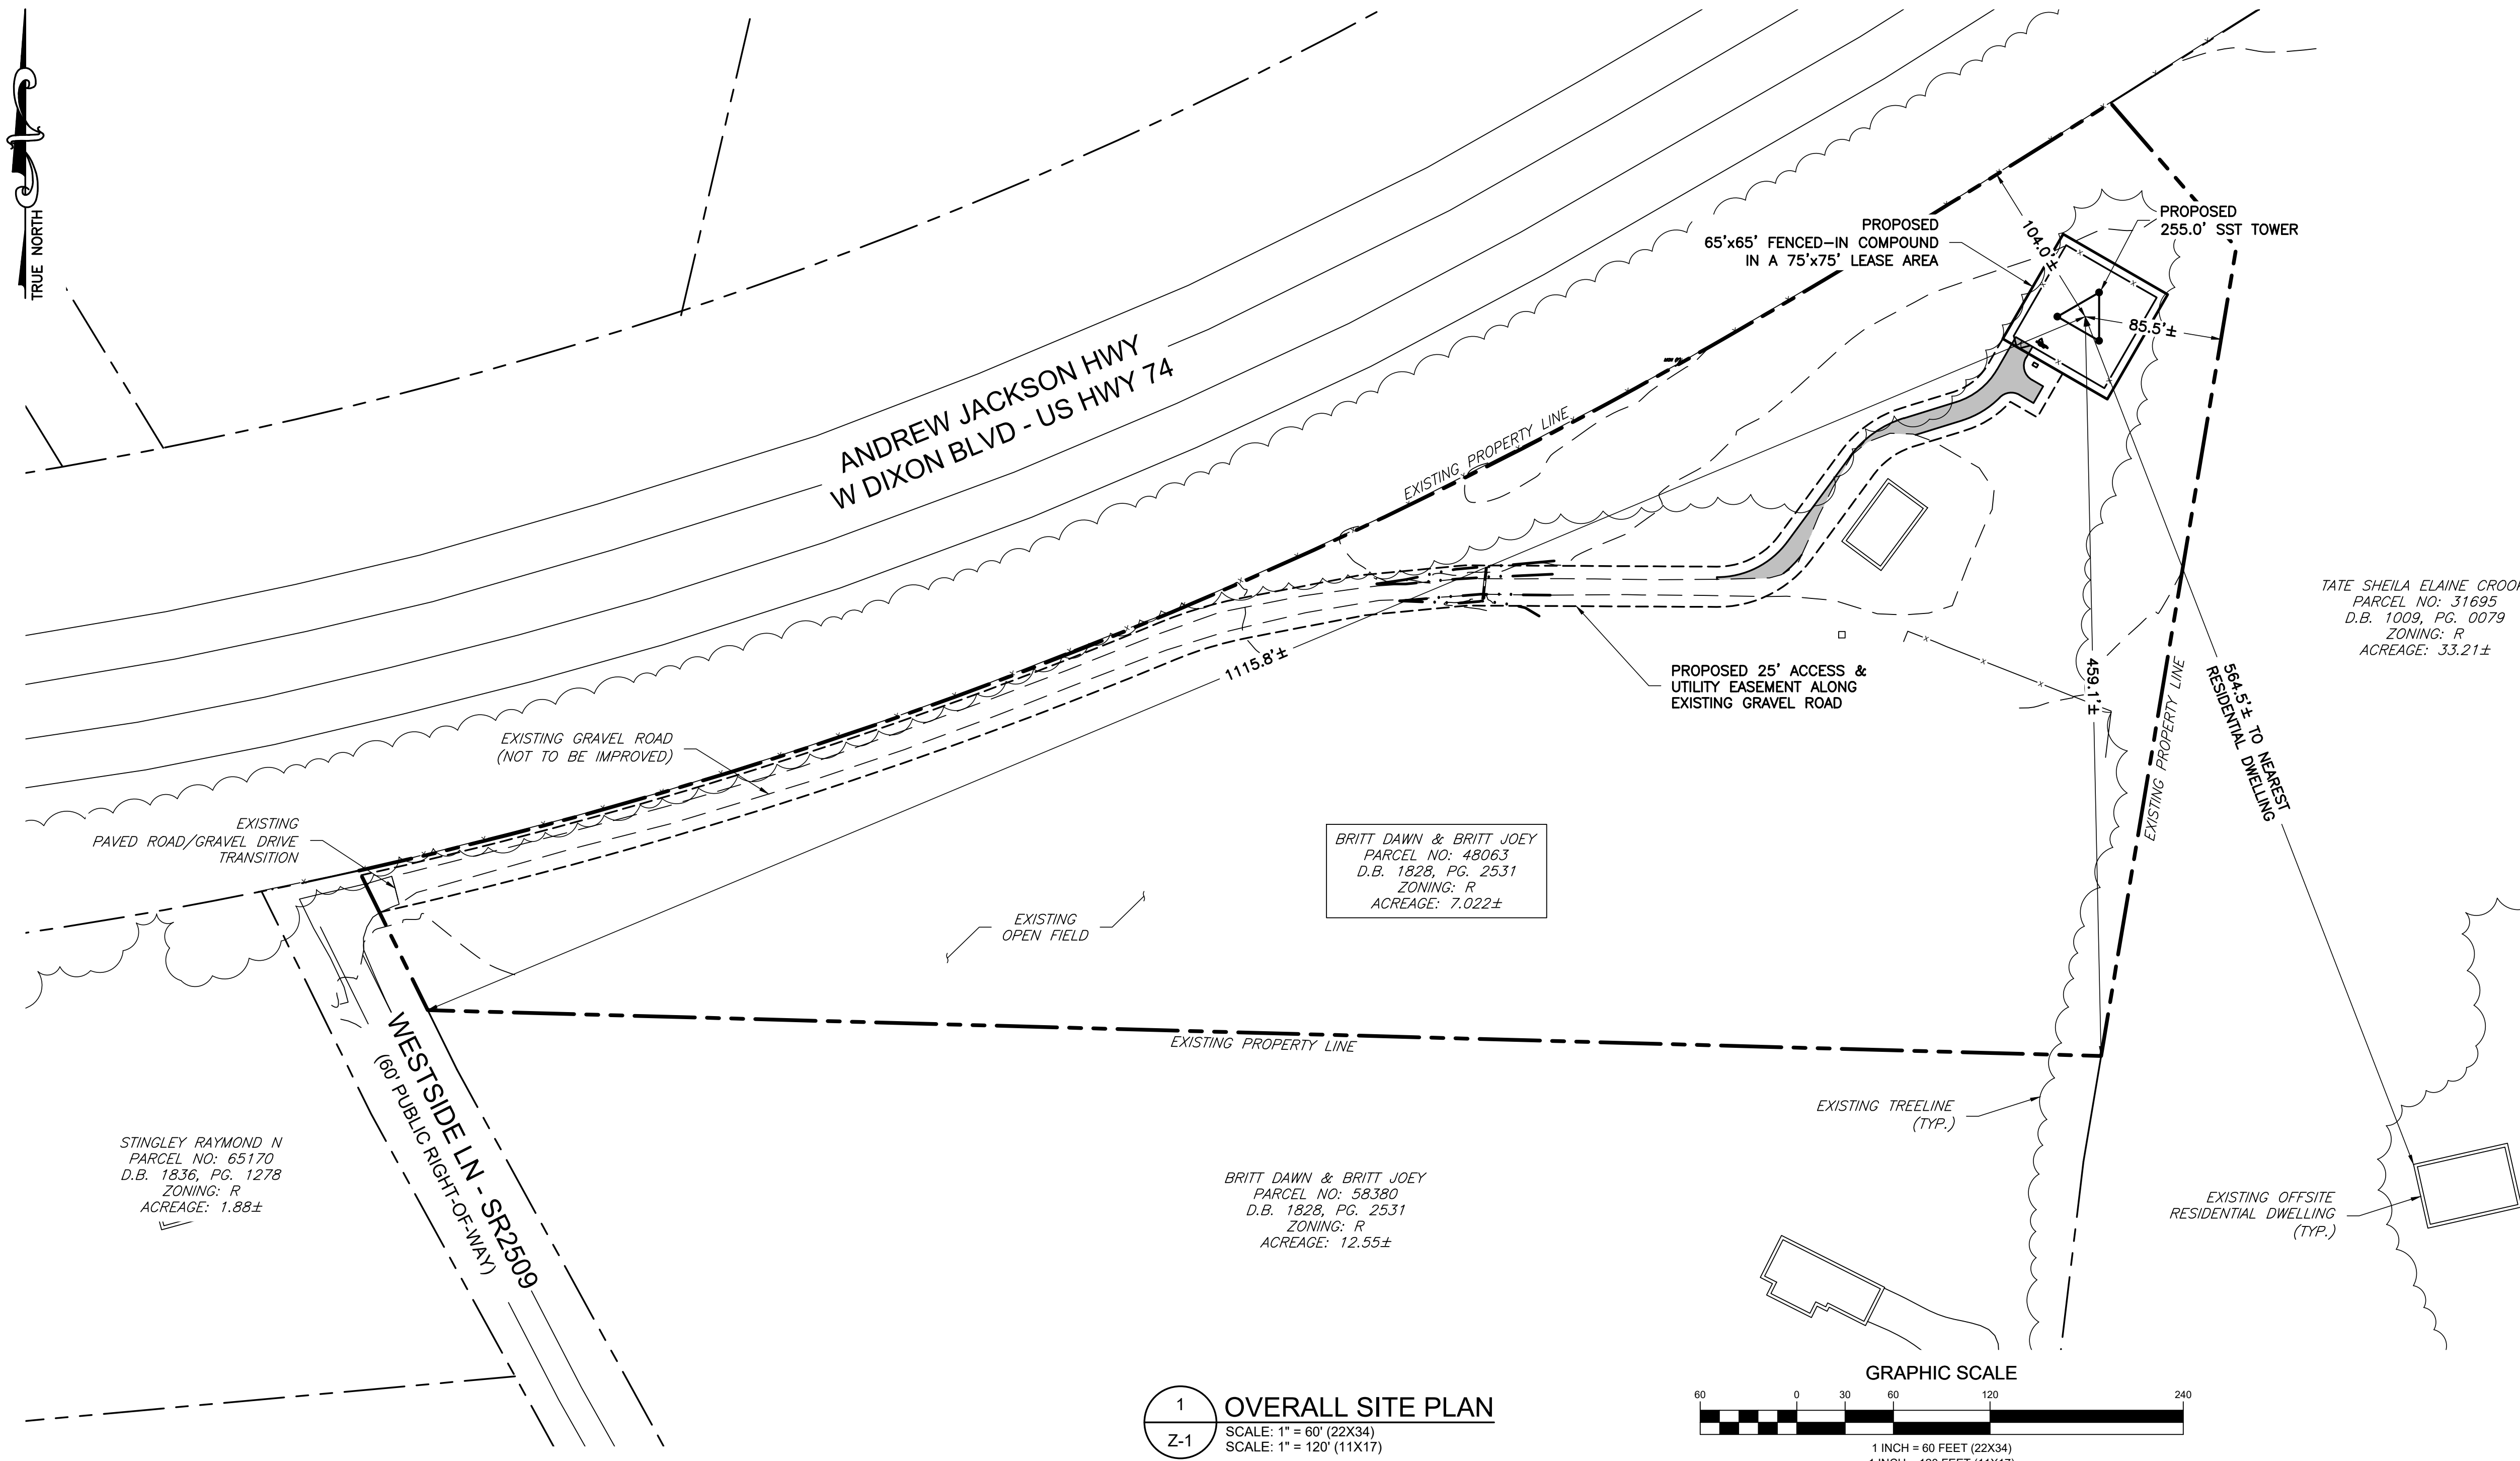 TRUE NORTH
ANDREW JACKSON HWY
W DIXON BLVD - US HWY 74
PROPOSED
65'x65' FENCED-IN COMPOUND
IN A 75'x75' LEASE AREA
104.0'±
PROPOSED
255.0' SST TOWER
85.5'±
EXISTING PROPERTY LINE
1115.8'±
PROPOSED 25' ACCESS &
UTILITY EASEMENT ALONG
EXISTING GRAVEL ROAD
459.1'±
EXISTING PROPERTY LINE
564.5'± TO NEAREST
RESIDENTIAL DWELLING
PARCEL NO: 31695
TATE SHEILA ELAINE
D.B. 1009, PG. 0079
ZONING: R
ACREAGE: 33.21±
EXISTING GRAVEL ROAD
(NOT TO BE IMPROVED)
EXISTING
PAVED ROAD/GRAVEL DRIVE
TRANSITION
BRITT DAWN & BRITT JOEY
PARCEL NO: 48063
D.B. 1828, PG. 2531
ZONING: R
ACREAGE: 7.022±
EXISTING
OPEN FIELD
EXISTING PROPERTY LINE
WESTSIDE LN - SR2509
(60' PUBLIC RIGHT-OF-WAY)
STINGLEY RAYMOND N
PARCEL NO: 65170
D.B. 1836, PG. 1278
ZONING: R
ACREAGE: 1.88±
BRITT DAWN & BRITT JOEY
PARCEL NO: 58380
D.B. 1828, PG. 2531
ZONING: R
ACREAGE: 12.55±
EXISTING TREELINE
(TYP.)
EXISTING OFFSITE
RESIDENTIAL DWELLING
(TYP.)
1
Z-1
OVERALL SITE PLAN
SCALE: 1" = 60' (22X34)
SCALE: 1" = 120' (11X17)
GRAPHIC SCALE
60 0 30 60 120 240
1 INCH = 60 FEET (22X34)
1 INCH = 120 FEET (11X17)